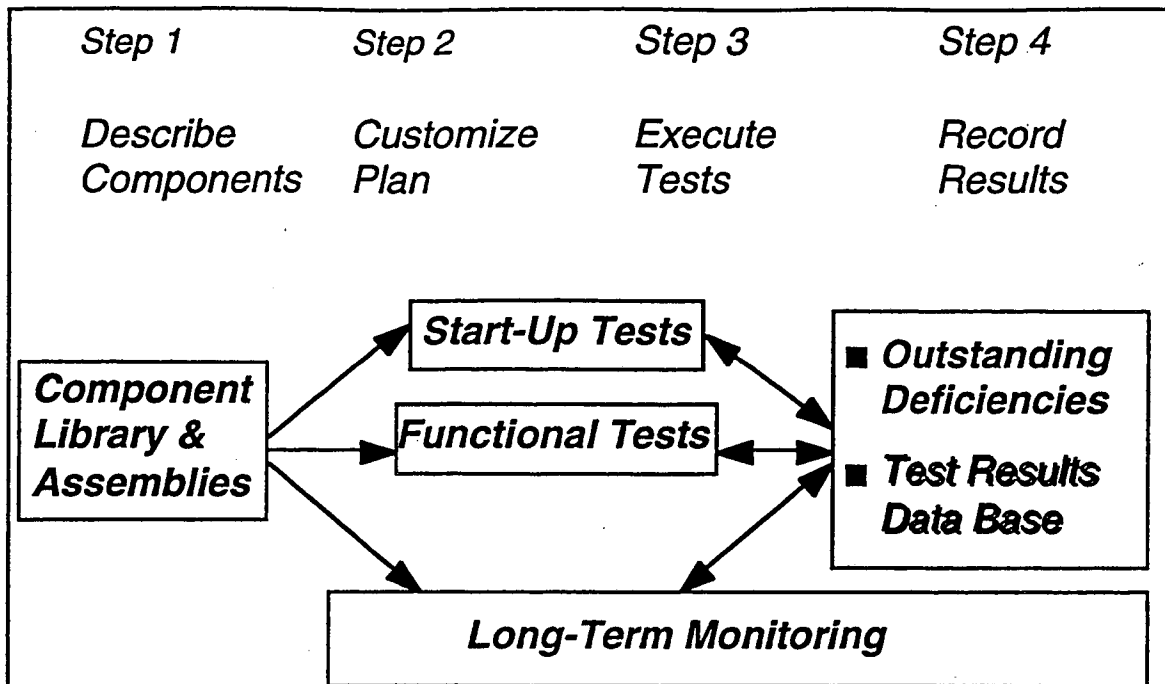 Step 1
Step 2
Step 3
Step 4
Describe
Components
Customize
Plan
Execute
Tests
Record
Results
Component
Library &
Assemblies
Start-Up Tests
Functional Tests
■ Outstanding
Deficiencies
■ Test Results
Data Base
Long-Term Monitoring